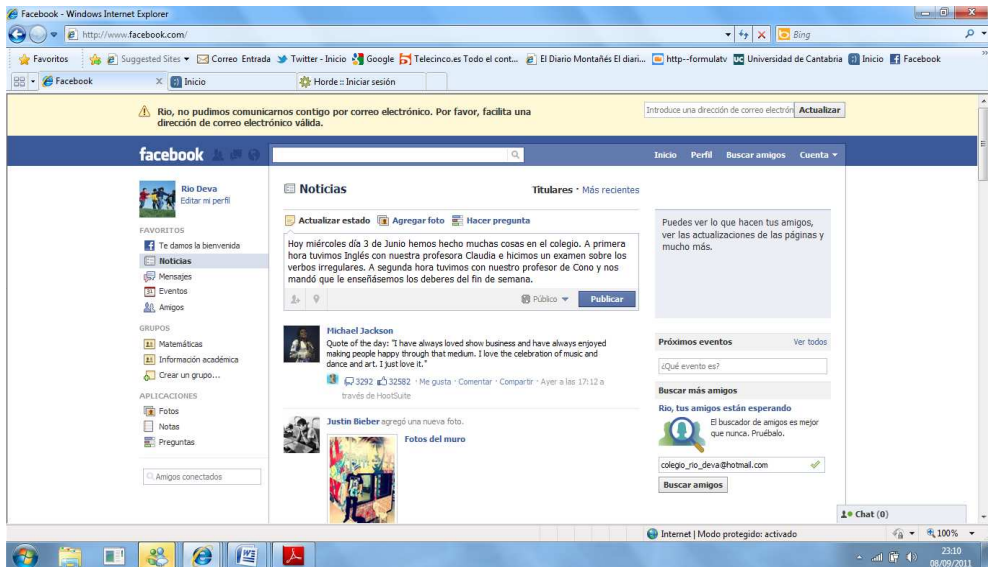 Facebook - Windows Internet Explorer
http://www.facebook.com/
Bing
Favoritos Suggested Sites Correo Entrada Twitter - Inicio Google Telecinco.es Todo el cont... El Diario Montañés El diari... http--formulatv Universidad de Cantabria Inicio Facebook
Facebook Inicio Horde :: Iniciar sesión
Rio, no pudimos comunicarnos contigo por correo electrónico. Por favor, facilita una
dirección de correo electrónico válida.
Introduce una dirección de correo electrón Actualizar
facebook
Inicio Perfil Buscar amigos Cuenta
Rio Deva
Editar mi perfil
FAVORITOS
Te damos la bienvenida
Noticias
Mensajes
31 Eventos
Amigos
GRUPOS
Matemáticas
Información académica
Crear un grupo...
APLICACIONES
Fotos
Notas
Preguntas
Amigos conectados
Noticias
Titulares · Más recientes
Actualizar estado Agregar foto Hacer pregunta
Hoy miércoles día 3 de Junio hemos hecho muchas cosas en el colegio. A primera
hora tuvimos Inglés con nuestra profesora Claudia e hicimos un examen sobre los
verbos irregulares. A segunda hora tuvimos con nuestro profesor de Cono y nos
mandó que le enseñásemos los deberes del fin de semana.
Público Publicar
Michael Jackson
Quote of the day: "I have always loved show business and have always enjoyed
making people happy through that medium. I love the celebration of music and
dance and art. I just love it."
3292 32582 · Me gusta · Comentar · Compartir · Ayer a las 17:12 a
través de HootSuite
Justin Bieber agregó una nueva foto.
Fotos del muro
Puedes ver lo que hacen tus amigos,
ver las actualizaciones de las páginas y
mucho más.
Próximos eventos Ver todos
¿Qué evento es?
Buscar más amigos
Rio, tus amigos están esperando
El buscador de amigos es mejor
que nunca. Pruébalo.
colegio_rio_deva@hotmail.com
Buscar amigos
Chat (0)
Internet | Modo protegido: activado
100%
23:10
08/09/2011